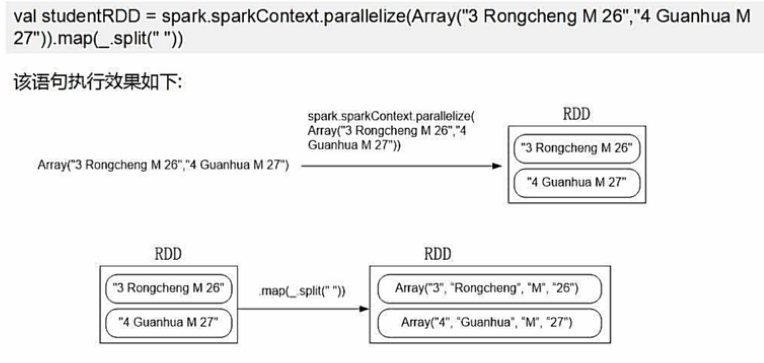 val studentRDD = spark.sparkContext.parallelize(Array("3 Rongcheng M 26","4 Guanhua M
27")).map(_.split(" "))
该语句执行效果如下:
spark.sparkContext.parallelize(
Array("3 Rongcheng M 26","4
Guanhua M 27"))
RDD
Array("3 Rongcheng M 26","4 Guanhua M 27")
"3 Rongcheng M 26"
"4 Guanhua M 27"
RDD
RDD
"3 Rongcheng M 26"
.map(_.split(" "))
Array("3", "Rongcheng", "M", "26")
"4 Guanhua M 27"
Array("4", "Guanhua", "M", "27")